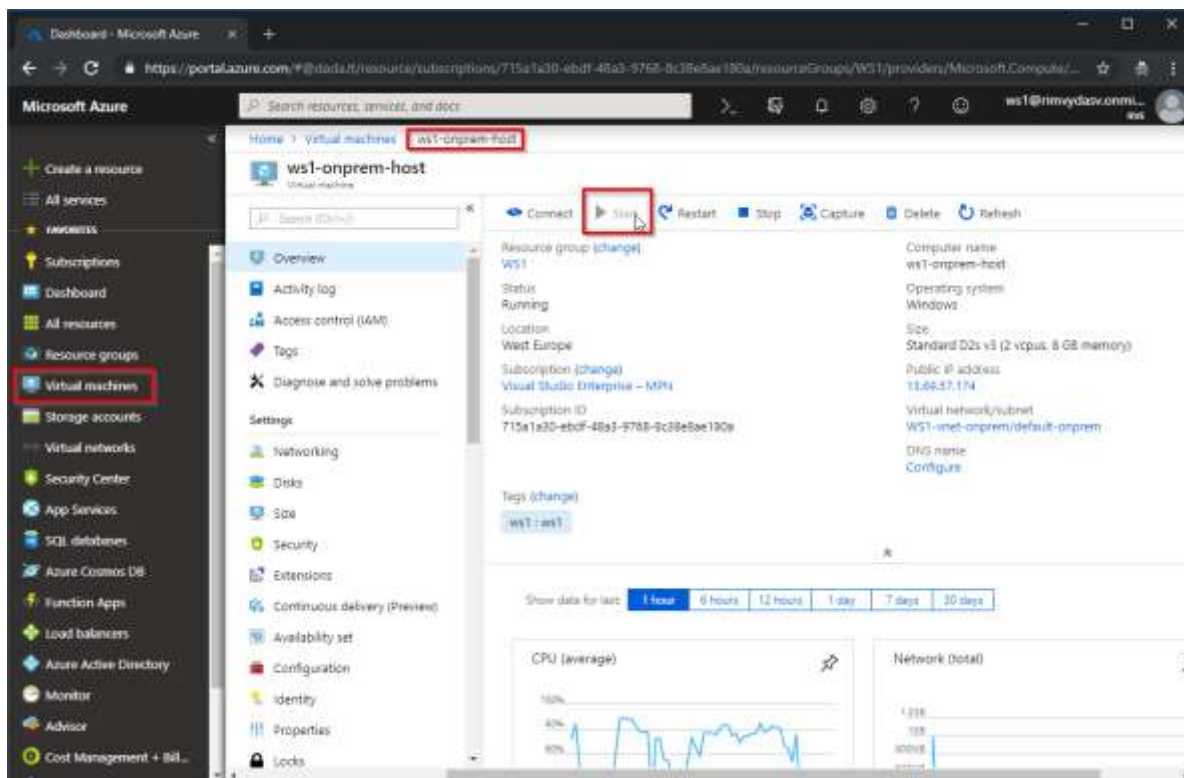 Dashboard - Microsoft Azure
Microsoft Azure
Search resources, services, and docs
Home > Virtual machines
ws1-onprem-host
ws1-onprem-host
Virtual machine
Create a resource
All services
FAVORITES
Subscriptions
Dashboard
All resources
Resource groups
Virtual machines
Storage accounts
Virtual networks
Security Center
App Services
SQL databases
Azure Cosmos DB
Function Apps
Load balancers
Azure Active Directory
Monitor
Advisor
Cost Management + Bill...
Search (Ctrl+/)
Overview
Activity log
Access control (IAM)
Tags
Diagnose and solve problems
Settings
Networking
Disks
Size
Security
Extensions
Continuous delivery (Preview)
Availability set
Configuration
Identity
Properties
Locks
Connect Start Restart Stop Capture Delete Refresh
Resource group (change)
WS1
Status
Running
Location
West Europe
Subscription (change)
Visual Studio Enterprise – MPN
Subscription ID
Computer name
ws1-onprem-host
Operating system
Windows
Size
Standard D2s v3 (2 vcpus, 8 GB memory)
Public IP address
Virtual network/subnet
WS1-vnet-onprem/default-onprem
DNS name
Configure
Tags (change)
ws1 : ws1
Show data for last: 1 hour 6 hours 12 hours 1 day 7 days 30 days
CPU (average)
100%
80%
60%
Network (total)